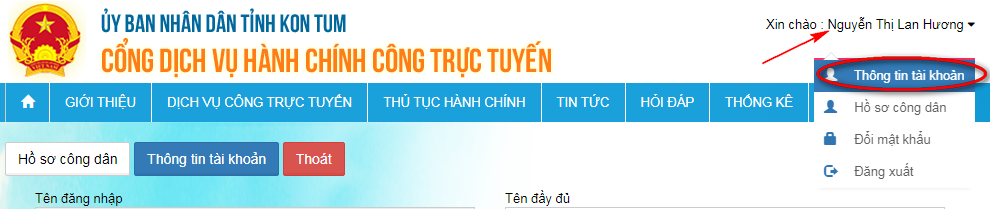 ỦY BAN NHÂN DÂN TỈNH KON TUM
Xin chào : Nguyễn Thị Lan Hương
CỔNG DỊCH VỤ HÀNH CHÍNH CÔNG TRỰC TUYẾN
Thông tin tài khoản
Hồ sơ công dân
Đổi mật khẩu
Đăng xuất
GIỚI THIỆU DỊCH VỤ CÔNG TRỰC TUYẾN THỦ TỤC HÀNH CHÍNH TIN TỨC HỎI ĐÁP THỐNG KÊ
Hồ sơ công dân Thông tin tài khoản Thoát
Tên đăng nhập Tên đầy đủ